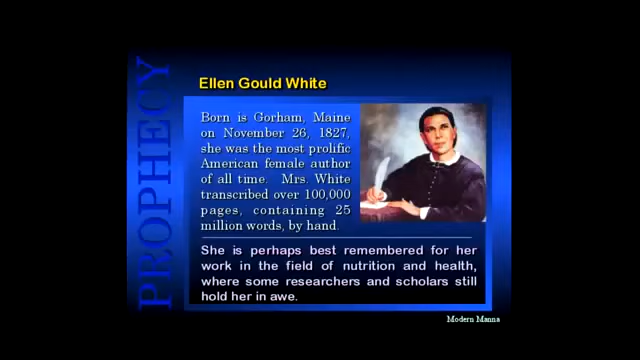 PROPHECY
Ellen Gould White
Born is Gorham, Maine
on November 26, 1827,
she was the most prolific
American female author
of all time. Mrs. White
transcribed over 100,000
pages, containing 25
million words, by hand.
She is perhaps best remembered for her
work in the field of nutrition and health,
where some researchers and scholars still
hold her in awe.
Modern Manna